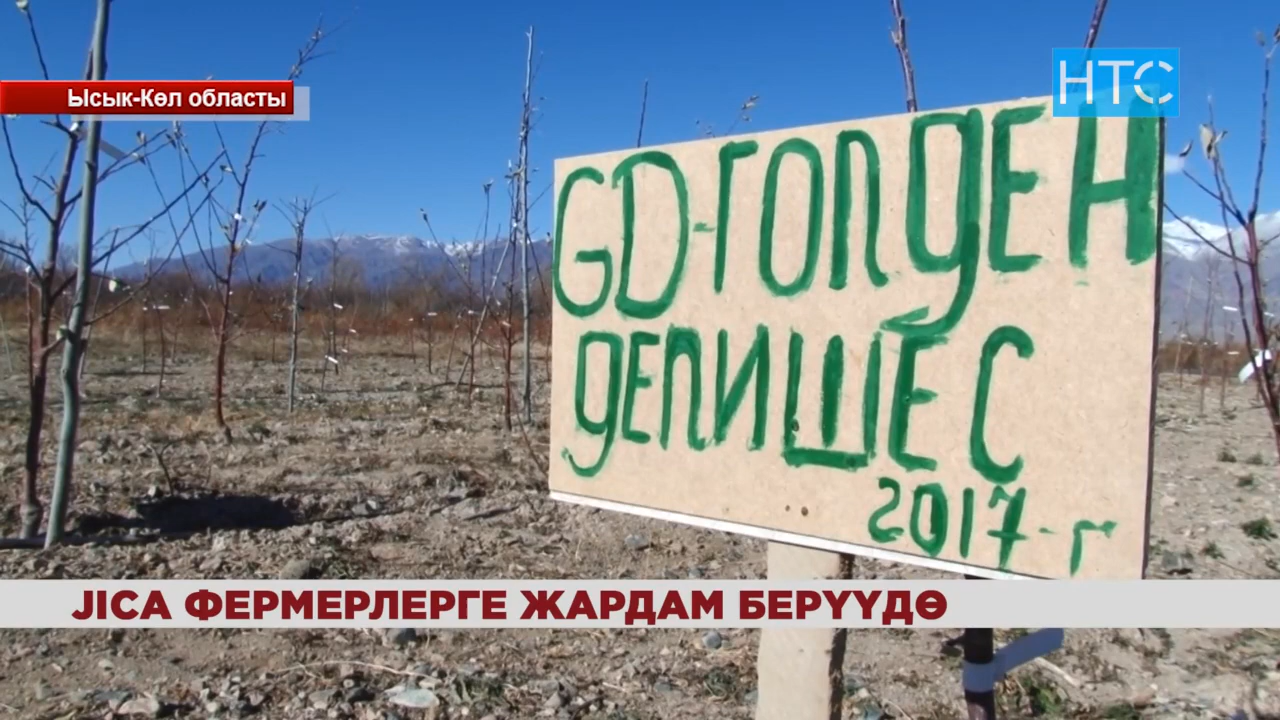 НТС
Ысык-Көл областы
GD-ГОЛДЕН
ДЕЛИШЕС
2017-г
JICA ФЕРМЕРЛЕРГЕ ЖАРДАМ БЕРҮҮДӨ